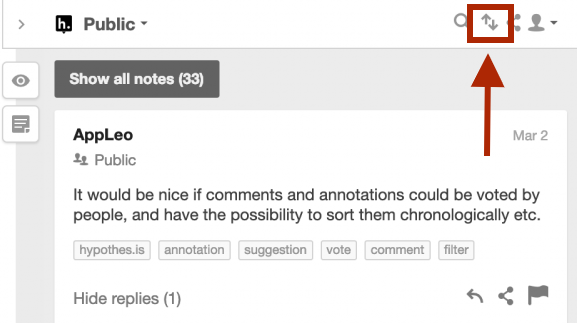 h. Public
Show all notes (33)
AppLeo Mar 2
Public
It would be nice if comments and annotations could be voted by
people, and have the possibility to sort them chronologically etc.
hypothes.is annotation suggestion vote comment filter
Hide replies (1)